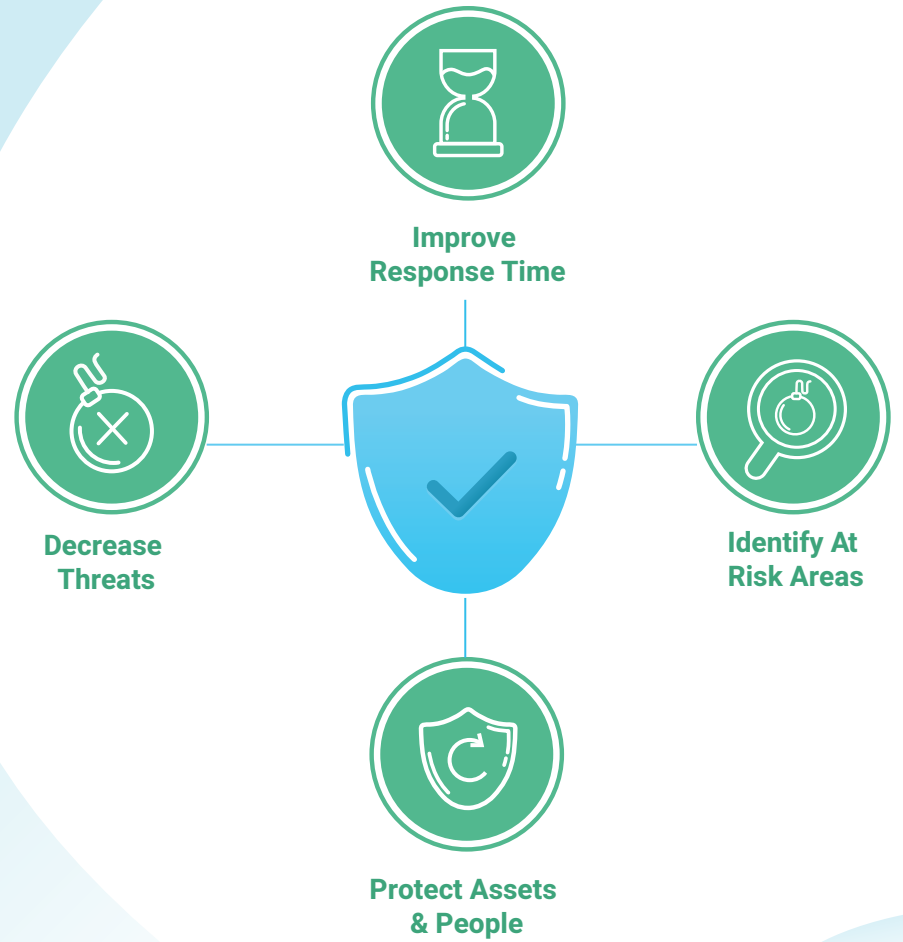 Improve
Response Time
Decrease
Threats
Identify At
Risk Areas
Protect Assets
& People